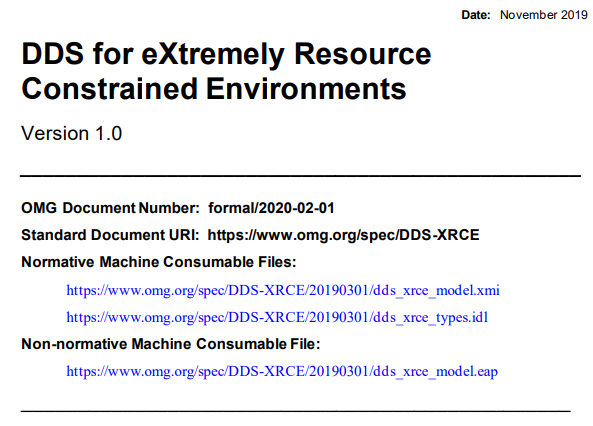 Date: November 2019
DDS for eXtremely Resource
Constrained Environments
Version 1.0
OMG Document Number: formal/2020-02-01
Standard Document URI: https://www.omg.org/spec/DDS-XRCE
Normative Machine Consumable Files:
https://www.omg.org/spec/DDS-XRCE/20190301/dds_xrce_model.xmi
https://www.omg.org/spec/DDS-XRCE/20190301/dds_xrce_types.idl
Non-normative Machine Consumable File:
https://www.omg.org/spec/DDS-XRCE/20190301/dds_xrce_model.eap